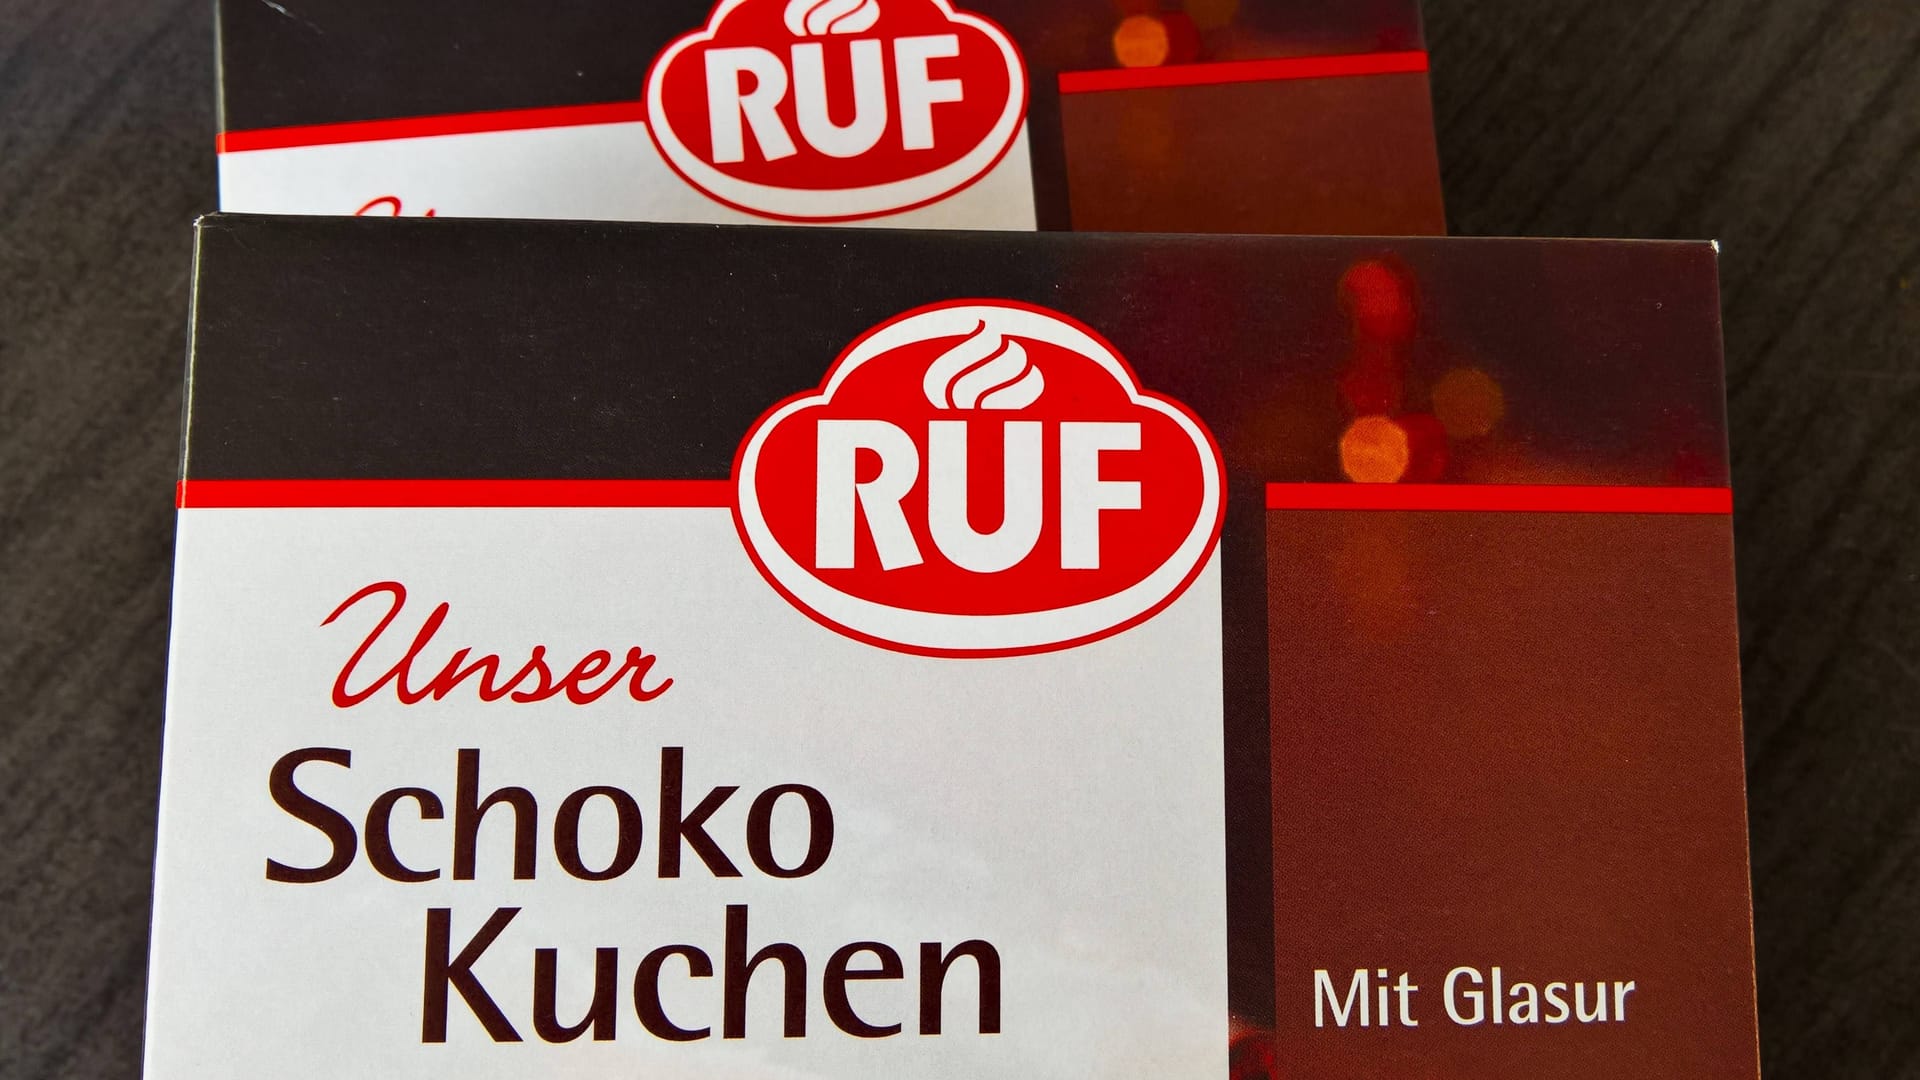 RUF
RUF
Unser
Schoko
Kuchen
Mit Glasur